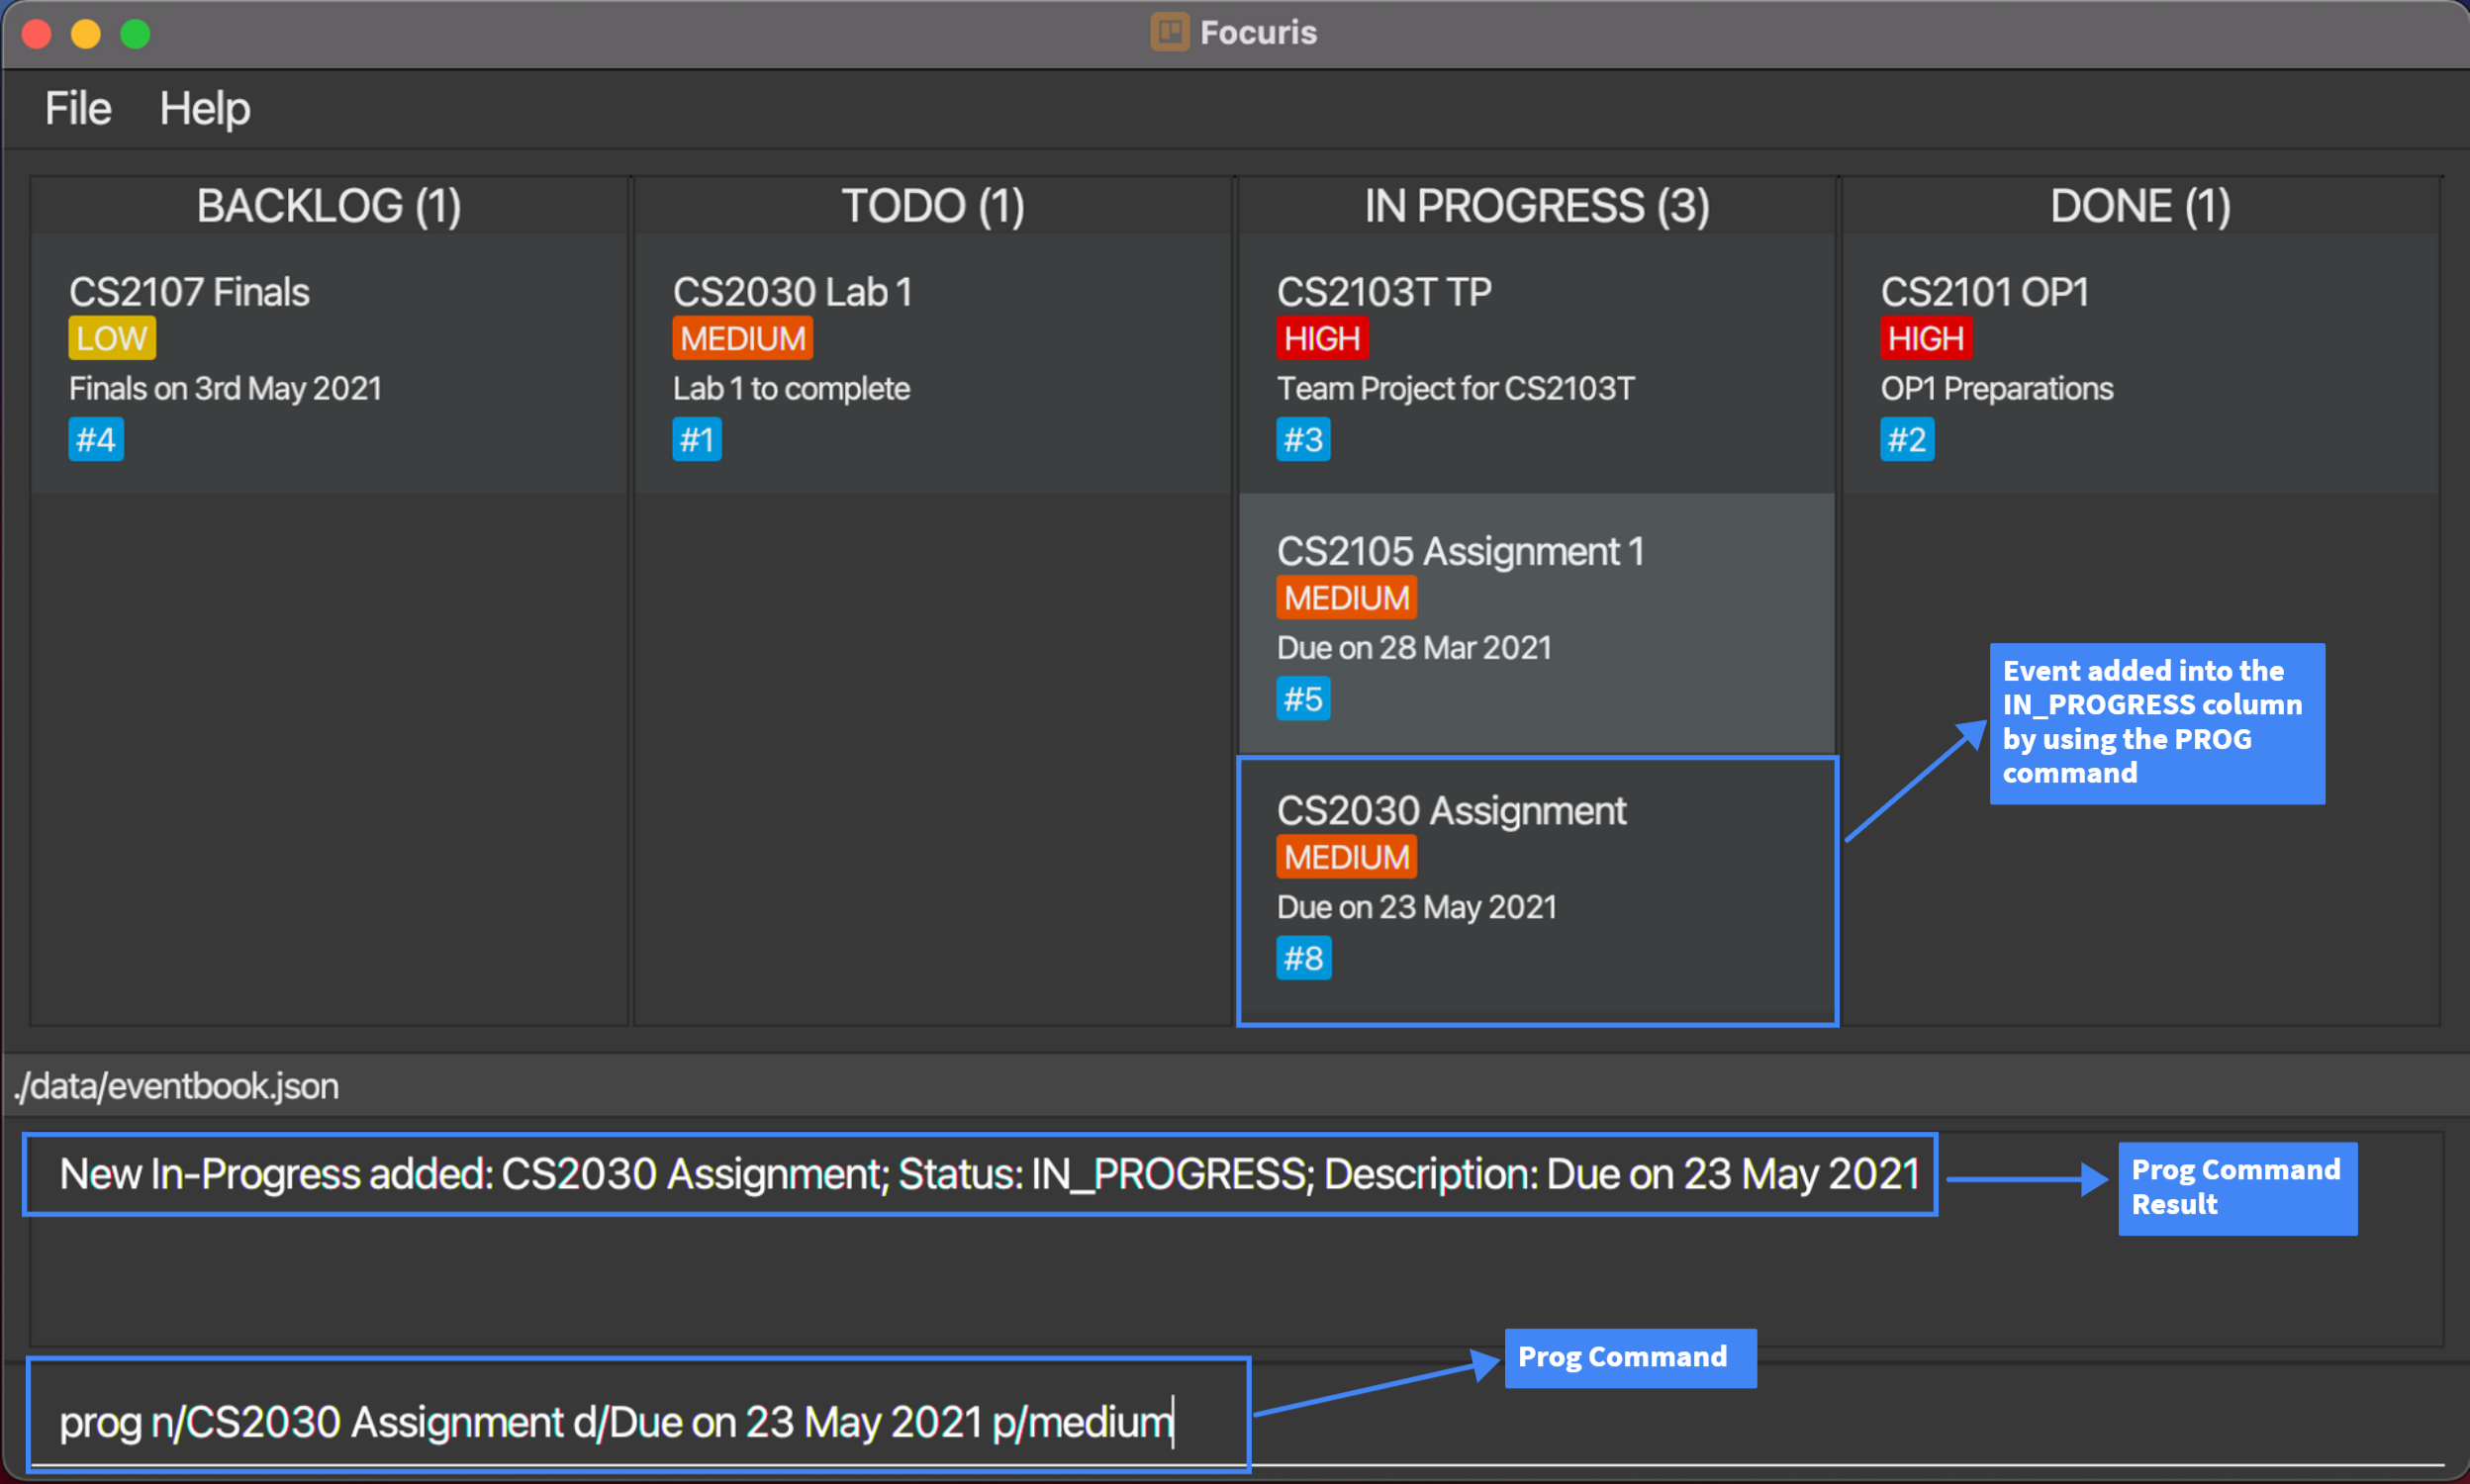 Focuris
File Help
BACKLOG (1)
CS2107 Finals
LOW
Finals on 3rd May 2021
#4
TODO (1)
CS2030 Lab 1
MEDIUM
Lab 1 to complete
#1
IN PROGRESS (3)
CS2103T TP
HIGH
Team Project for CS2103T
#3
CS2105 Assignment 1
MEDIUM
Due on 28 Mar 2021
#5
CS2030 Assignment
MEDIUM
Due on 23 May 2021
#8
DONE (1)
CS2101 OP1
HIGH
OP1 Preparations
#2
Event added into the
IN_PROGRESS column
by using the PROG
command
./data/eventbook.json
New In-Progress added: CS2030 Assignment; Status: IN_PROGRESS; Description: Due on 23 May 2021
Prog Command
Result
Prog Command
prog n/CS2030 Assignment d/Due on 23 May 2021 p/medium